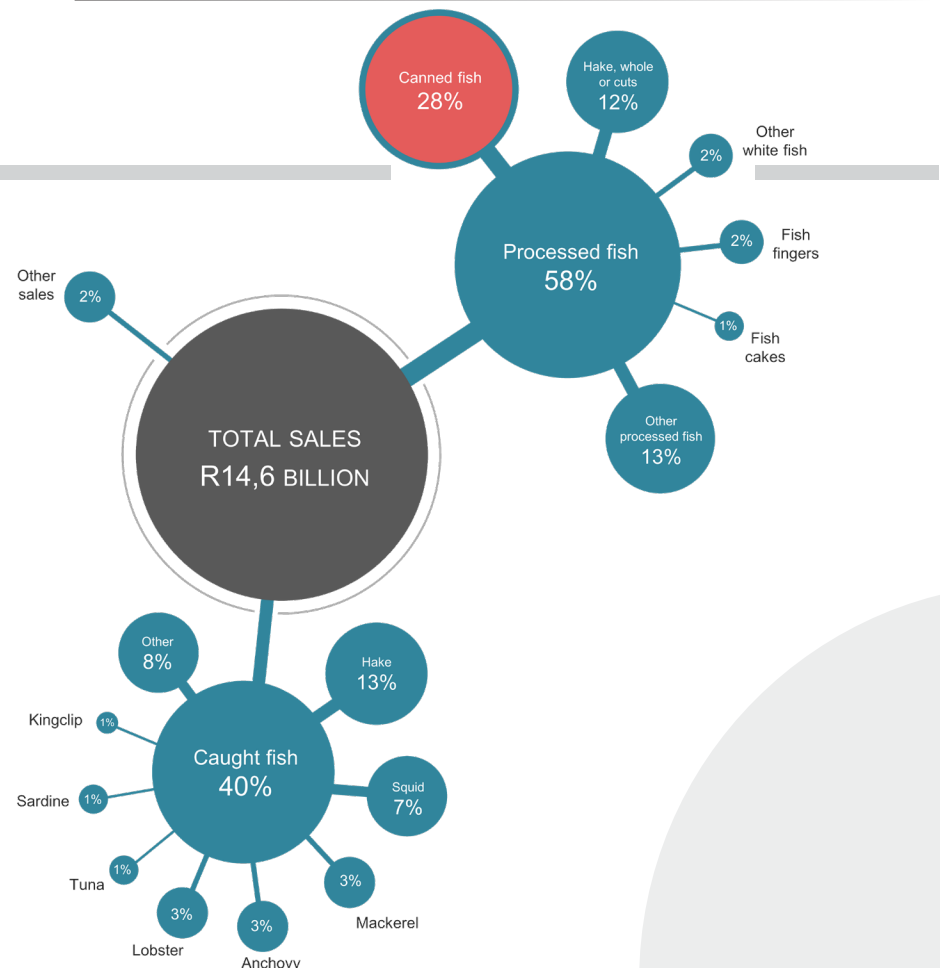 Canned fish
28%
Hake, whole
or cuts
12%
Other
white fish
2%
Processed fish
58%
Fish
fingers
2%
Other
sales
2%
1%
Fish
cakes
Other
processed fish
13%
TOTAL SALES
R14,6 BILLION
Other
8%
Hake
13%
Kingclip
1%
Caught fish
40%
Squid
7%
Sardine
1%
Tuna
1%
3%
Mackerel
3%
Lobster
3%
Anchovy